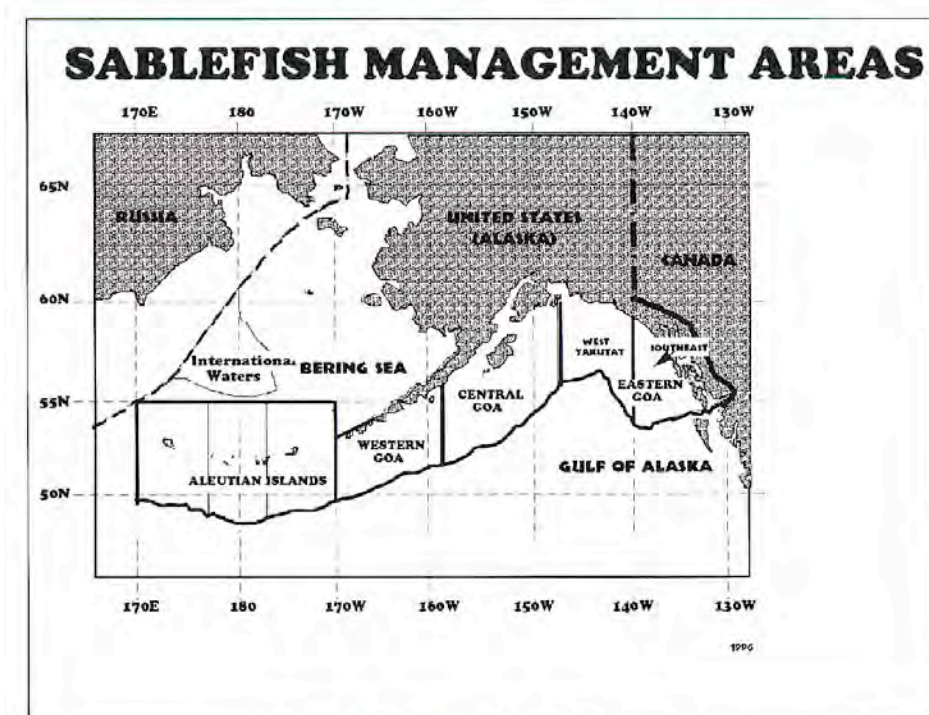 SABLEFISH MANAGEMENT AREAS
170E 180 170W 160W 150W 140W 130W
65N
RUSSIA
UNITED STATES
(ALASKA)
CANADA
60N
International
Waters
BERING SEA
WEST
YAKUTAT
SOUTHEAST
55N
CENTRAL
GOA
EASTERN
GOA
WESTERN
GOA
GULF OF ALASKA
ALEUTIAN ISLANDS
50N
170E 180 170W 160W 150W 140W 130W
1996